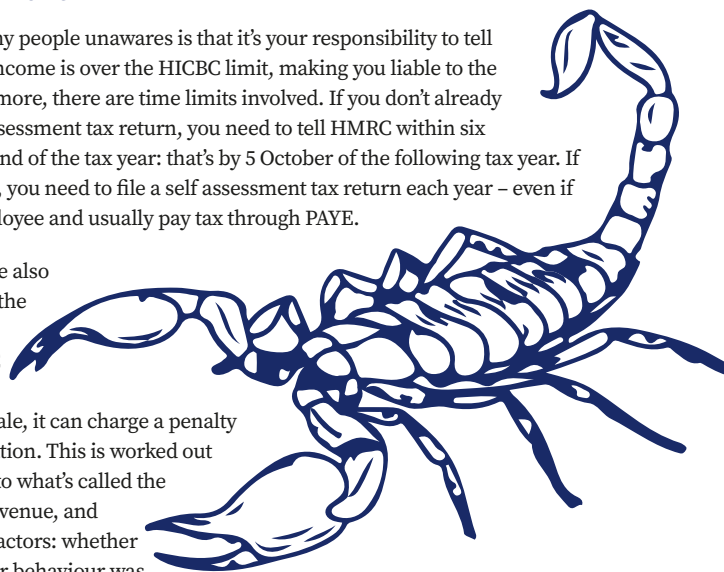 ny people unawares is that it’s your responsibility to tell
ncome is over the HICBC limit, making you liable to the
more, there are time limits involved. If you don’t already
sessment tax return, you need to tell HMRC within six
nd of the tax year: that’s by 5 October of the following tax year. If
, you need to file a self assessment tax return each year – even if
loyee and usually pay tax through PAYE.
e also
the
ale, it can charge a penalty
tion. This is worked out
to what’s called the
venue, and
actors: whether
r behaviour was